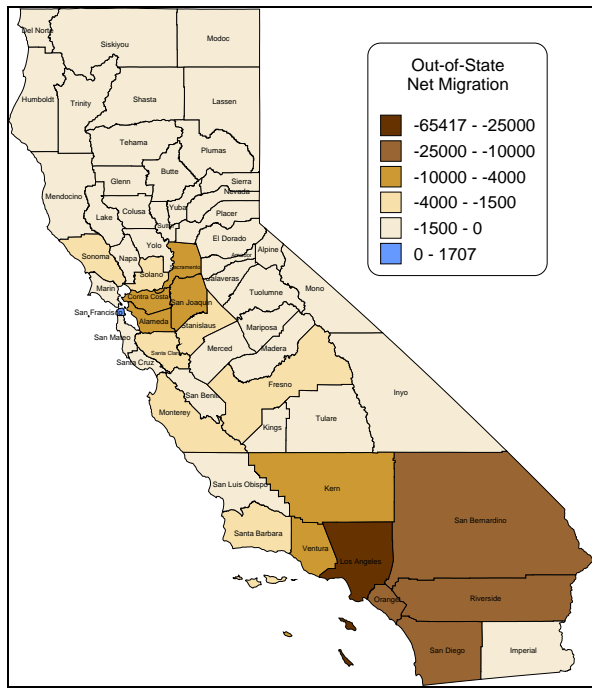 Out-of-State
Net Migration
-65417 - -25000
-25000 - -10000
-10000 - -4000
-4000 - -1500
-1500 - 0
0 - 1707
Del Norte
Siskiyou
Modoc
Humboldt
Trinity
Shasta
Lassen
Tehama
Plumas
Butte
Glenn
Sierra
Nevada
Mendocino
Yuba
Placer
Lake
Colusa
Sutter
El Dorado
Yolo
Alpine
Sonoma
Napa
Sacramento
Amador
Solano
Calaveras
Mono
Marin
Contra Costa
San Joaquin
Tuolumne
San Francisco
Alameda
Stanislaus
Mariposa
San Mateo
Santa Clara
Merced
Madera
Santa Cruz
Fresno
San Benito
Inyo
Monterey
Tulare
Kings
San Luis Obispo
Kern
San Bernardino
Santa Barbara
Ventura
Los Angeles
Orange
Riverside
San Diego
Imperial